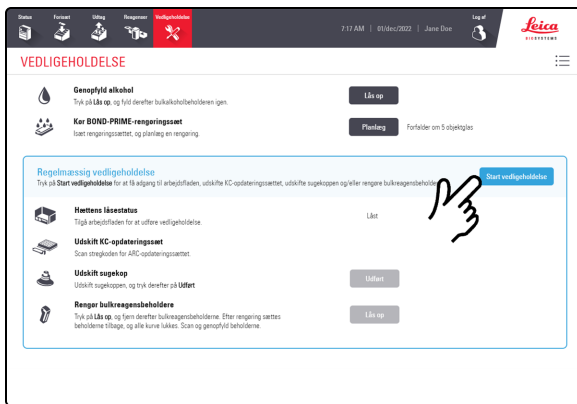 Status Forisæt Udtag Reagenser Vedligeholdelse
7:17 AM | 01/dec/2022 | Jane Doe
Log af
Leica
BIOSYSTEMS
VEDLIGEHOLDELSE
Genopfyld alkohol
Tryk på Lås op, og fyld derefter bulkalkoholbeholderen igen.
Lås op
Kør BOND-PRIME-rengøringssæt
Isæt rengøringssættet, og planlæg en rengøring.
Planlæg
Forfalder om 5 objektglas
Regelmæssig vedligeholdelse
Tryk på Start vedligeholdelse for at få adgang til arbejdsfladen, udskifte KC-opdateringssættet, udskifte sugekoppen og/eller rengøre bulkreagensbeholde
Start vedligeholdelse
Hættens låsestatus
Tilgå arbejdsfladen for at udføre vedligeholdelse.
Låst
Udskift KC-opdateringssæt
Scan stregkoden for ARC-opdateringssættet
Udskift sugekop
Udskift sugekoppen, og tryk derefter på Udført
Udført
Rengør bulkreagensbeholdere
Tryk på Lås op, og fjern derefter bulkreagensbeholderne. Efter rengøring sættes
beholderne tilbage, og alle kurve lukkes. Scan og genopfyld beholderne.
Lås op